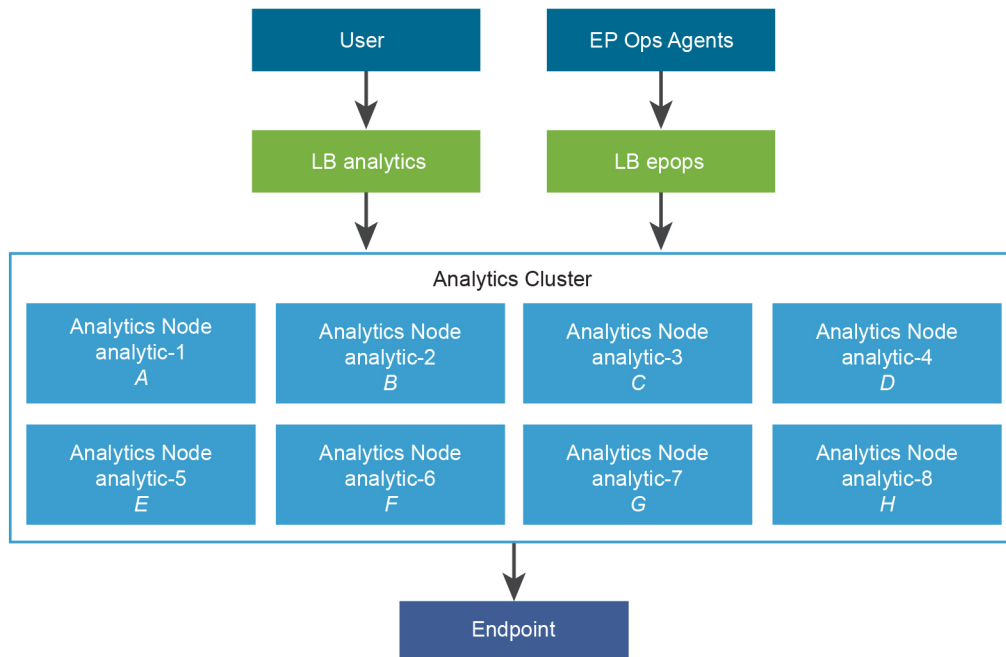 User
EP Ops Agents
LB analytics
LB epops
Analytics Cluster
Analytics Node
analytic-1
A
Analytics Node
analytic-2
B
Analytics Node
analytic-3
C
Analytics Node
analytic-4
D
Analytics Node
analytic-5
E
Analytics Node
analytic-6
F
Analytics Node
analytic-7
G
Analytics Node
analytic-8
H
Endpoint